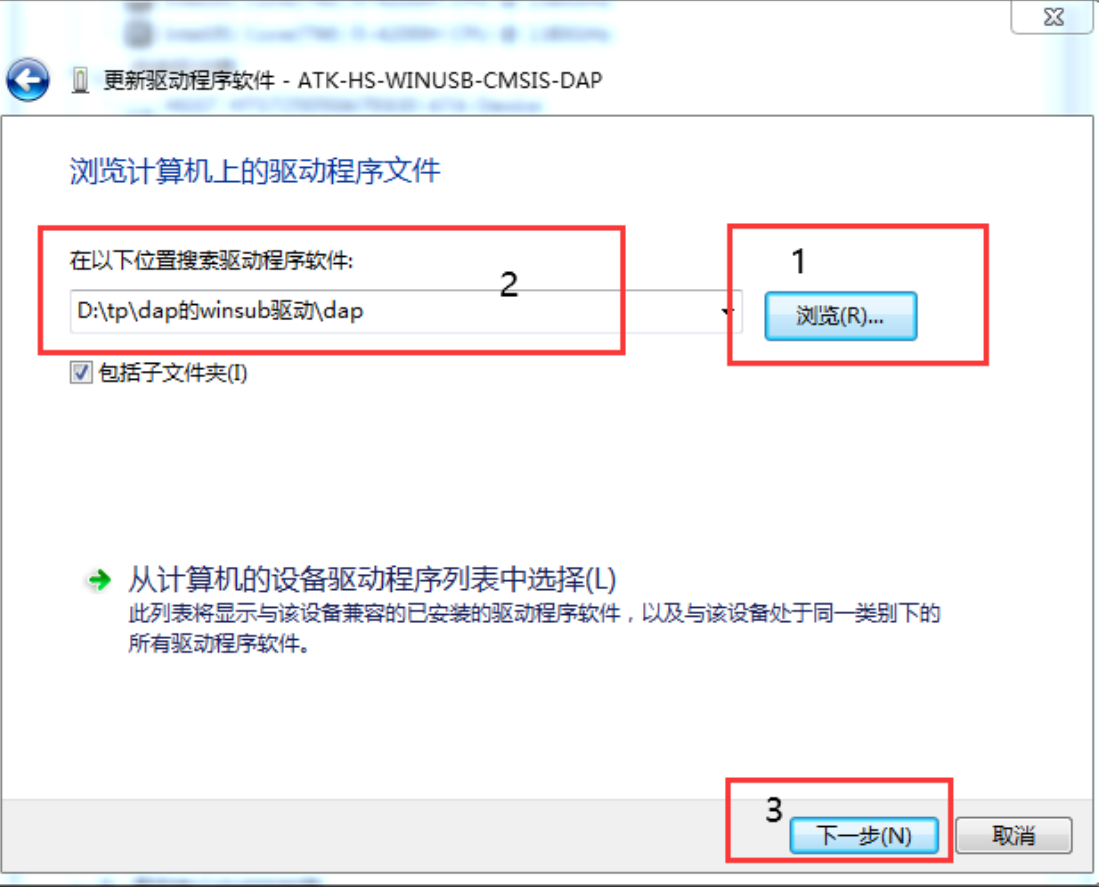 更新驱动程序软件 - ATK-HS-WINUSB-CMSIS-DAP
浏览计算机上的驱动程序文件
在以下位置搜索驱动程序软件:
2
1
D:\tp\dap的winsub驱动\dap
浏览(R)...
包括子文件夹(I)
从计算机的设备驱动程序列表中选择(L)
此列表将显示与该设备兼容的已安装的驱动程序软件，以及与该设备处于同一类别下的
所有驱动程序软件。
3
下一步(N)
取消